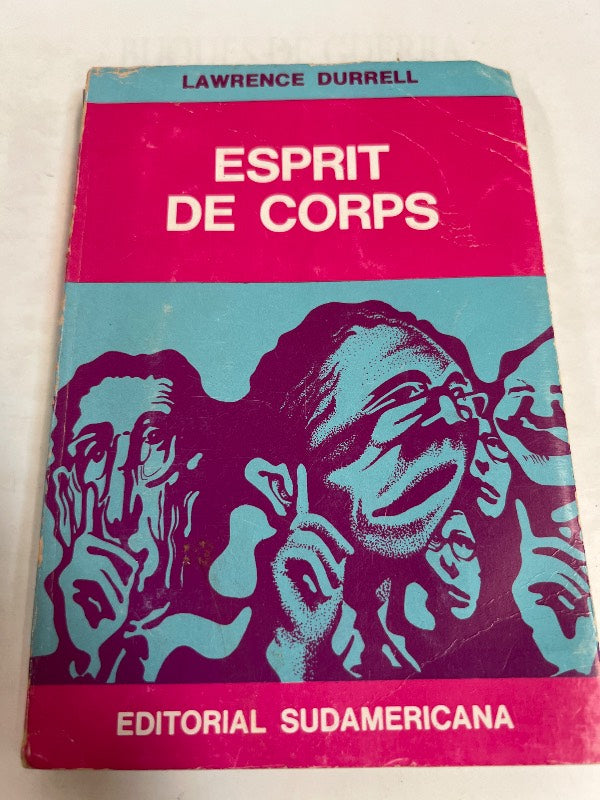 LAWRENCE DURRELL
ESPRIT
DE CORPS
EDITORIAL SUDAMERICANA